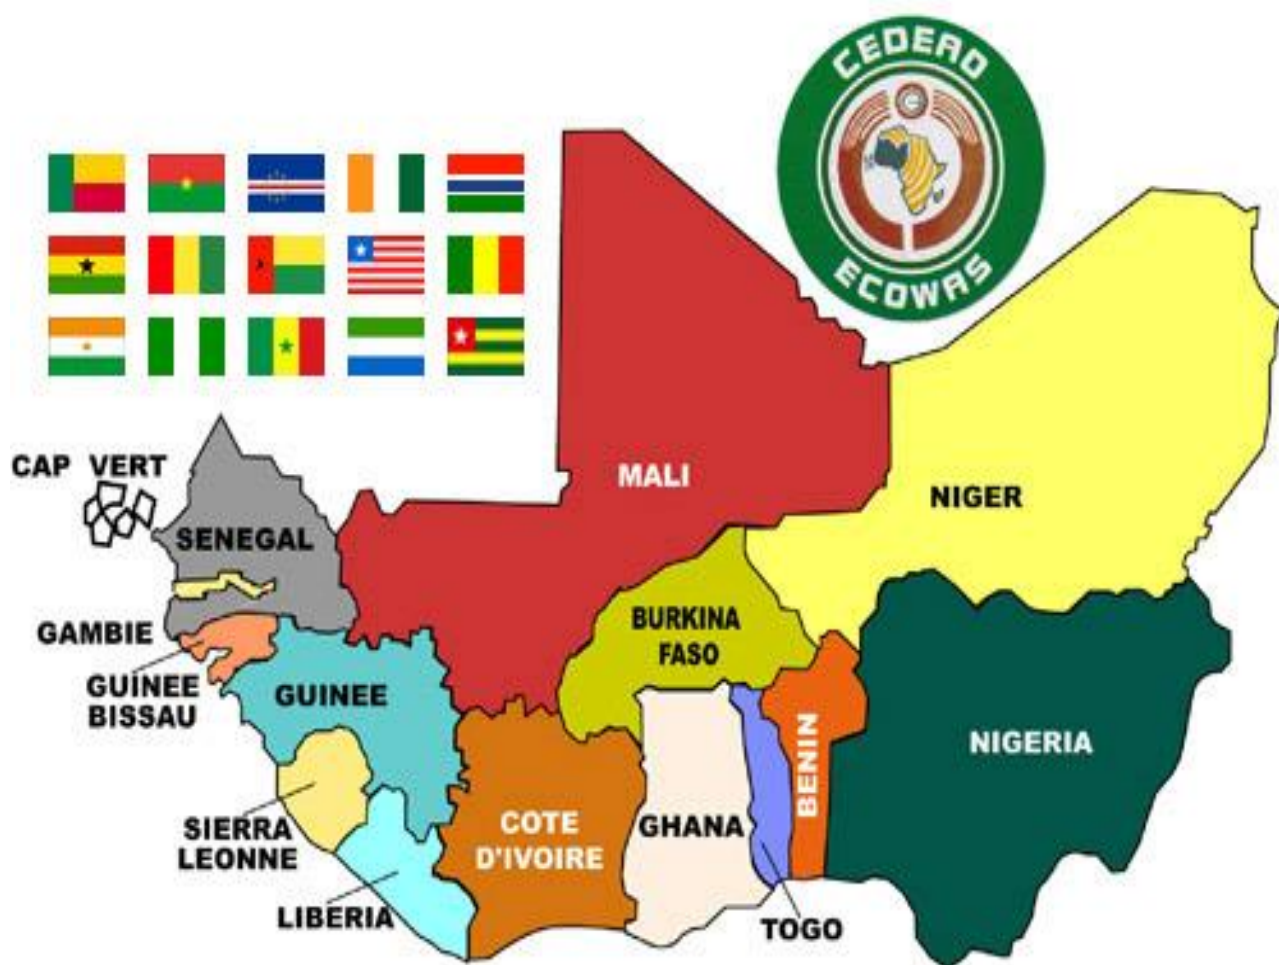 CEDEAO
ECOWAS
CAP VERT
MALI
NIGER
SENEGAL
BURKINA
FASO
GAMBIE
GUINEE
BISSAU
GUINEE
BENIN
NIGERIA
SIERRA
LEONNE
COTE
D'IVOIRE
GHANA
LIBERIA
TOGO